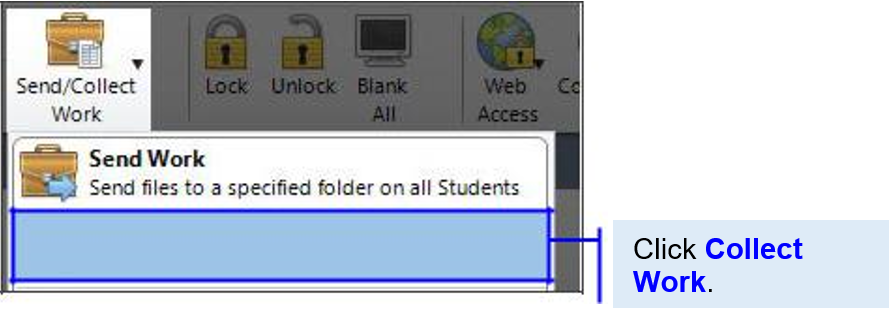 Send/Collect Work
Lock
Unlock
Blank All
Web Access
Co
Send Work
Send files to a specified folder on all Students
Click Collect
Work.